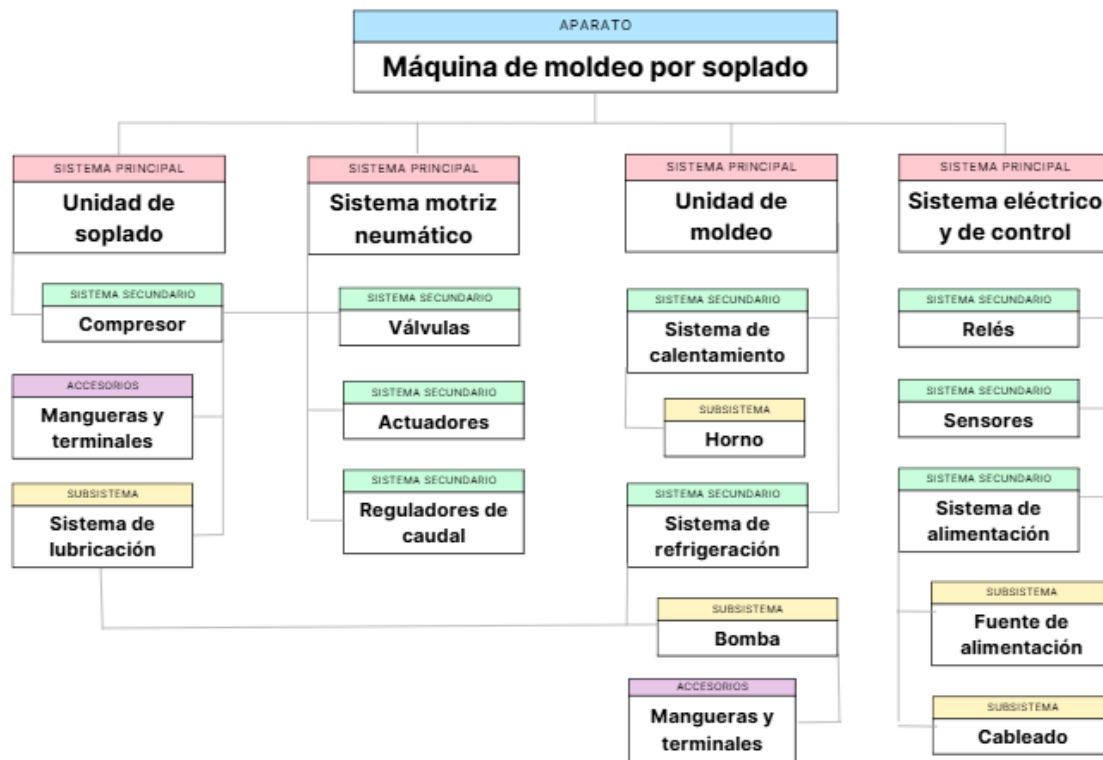 APARATO
Máquina de moldeo por soplado
SISTEMA PRINCIPAL
Unidad de
soplado
SISTEMA SECUNDARIO
Compresor
ACCESORIOS
Mangueras y
terminales
SUBSISTEMA
Sistema de
lubricación
SISTEMA PRINCIPAL
Sistema motriz
neumático
SISTEMA SECUNDARIO
Válvulas
SISTEMA SECUNDARIO
Actuadores
SISTEMA SECUNDARIO
Reguladores de
caudal
SISTEMA PRINCIPAL
Unidad de
moldeo
SISTEMA SECUNDARIO
Sistema de
calentamiento
SUBSISTEMA
Horno
SISTEMA SECUNDARIO
Sistema de
refrigeración
SUBSISTEMA
Bomba
ACCESORIOS
Mangueras y
terminales
SISTEMA PRINCIPAL
Sistema eléctrico
y de control
SISTEMA SECUNDARIO
Relés
SISTEMA SECUNDARIO
Sensores
SISTEMA SECUNDARIO
Sistema de
alimentación
SUBSISTEMA
Fuente de
alimentación
SUBSISTEMA
Cableado